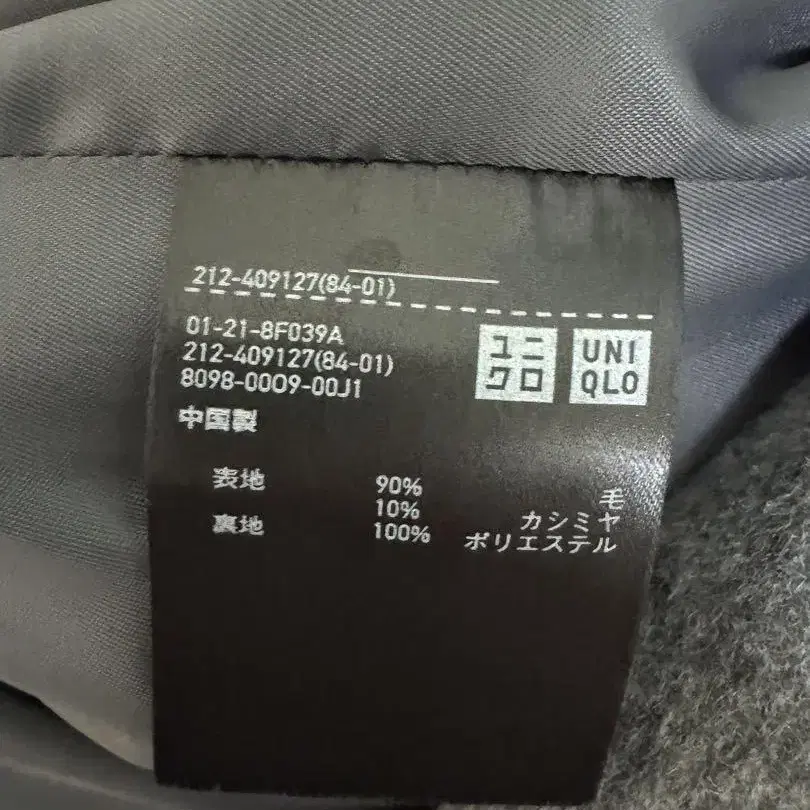 212-409127(84-01)
01-21-8F039A
212-409127(84-01)
8098-0009-00J1
ユニ
クロ
UNI
QLO
中国製
表地 90% 毛
10% カシミヤ
裏地 100% ポリエステル